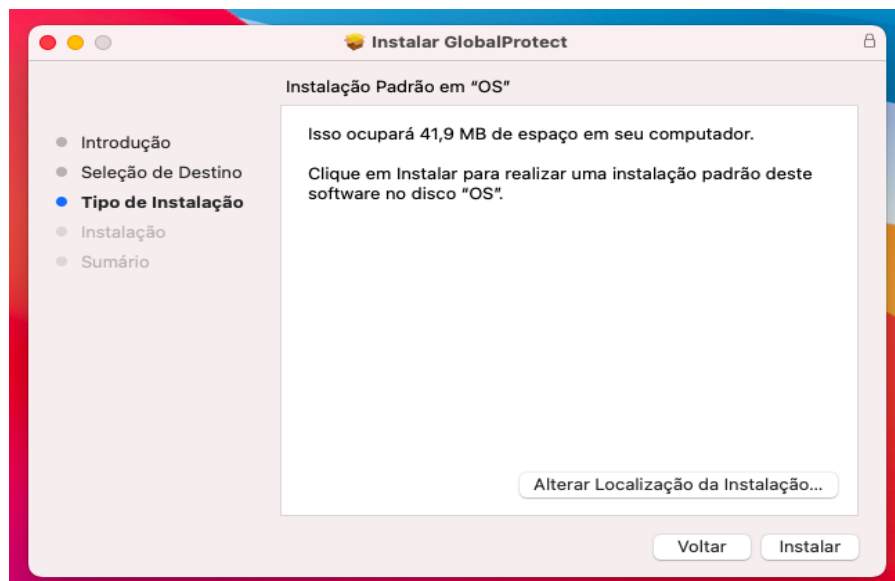 Instalar GlobalProtect
Instalação Padrão em “OS”
Introdução
Seleção de Destino
Tipo de Instalação
Instalação
Sumário
Isso ocupará 41,9 MB de espaço em seu computador.
Clique em Instalar para realizar uma instalação padrão deste
software no disco “OS”.
Alterar Localização da Instalação...
Voltar
Instalar